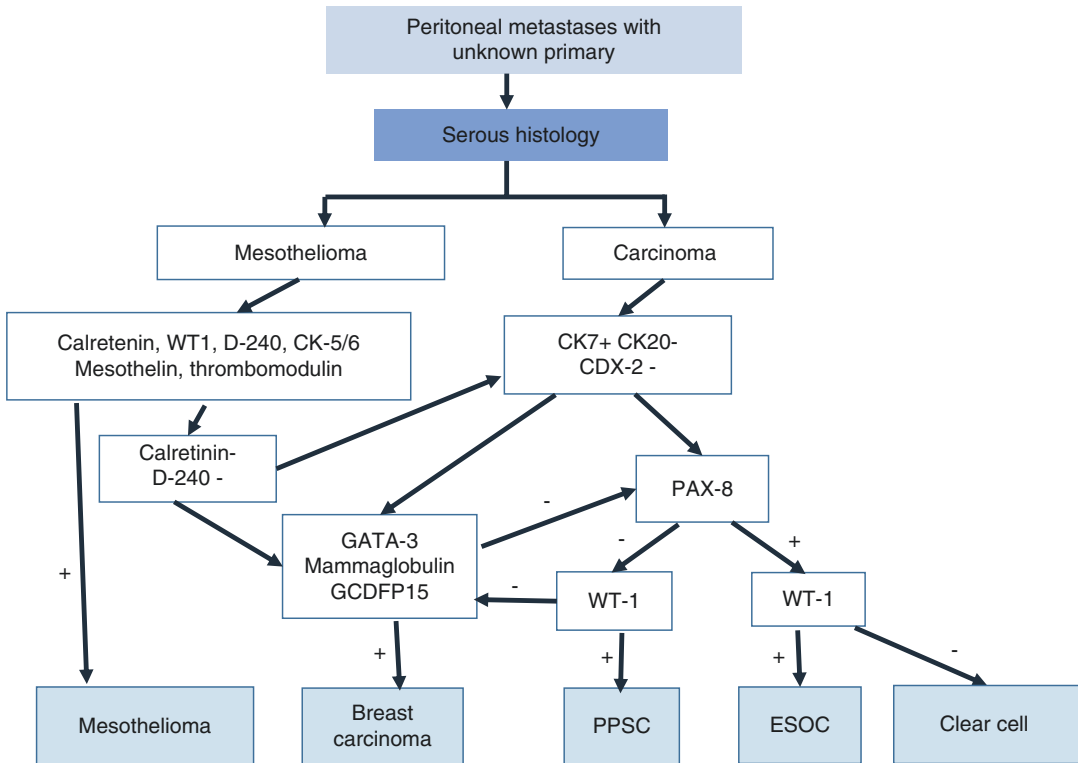 Peritoneal metastases with
unknown primary
Serous histology
Mesothelioma
Carcinoma
Calretenin, WT1, D-240, CK-5/6
Mesothelin, thrombomodulin
CK7+ CK20-
CDX-2 -
Calretinin-
D-240 -
PAX-8
-
GATA-3
Mammaglobulin
GCDFP15
-
+
+
-
WT-1
WT-1
+
+
+
-
Mesothelioma
Breast
carcinoma
PPSC
ESOC
Clear cell